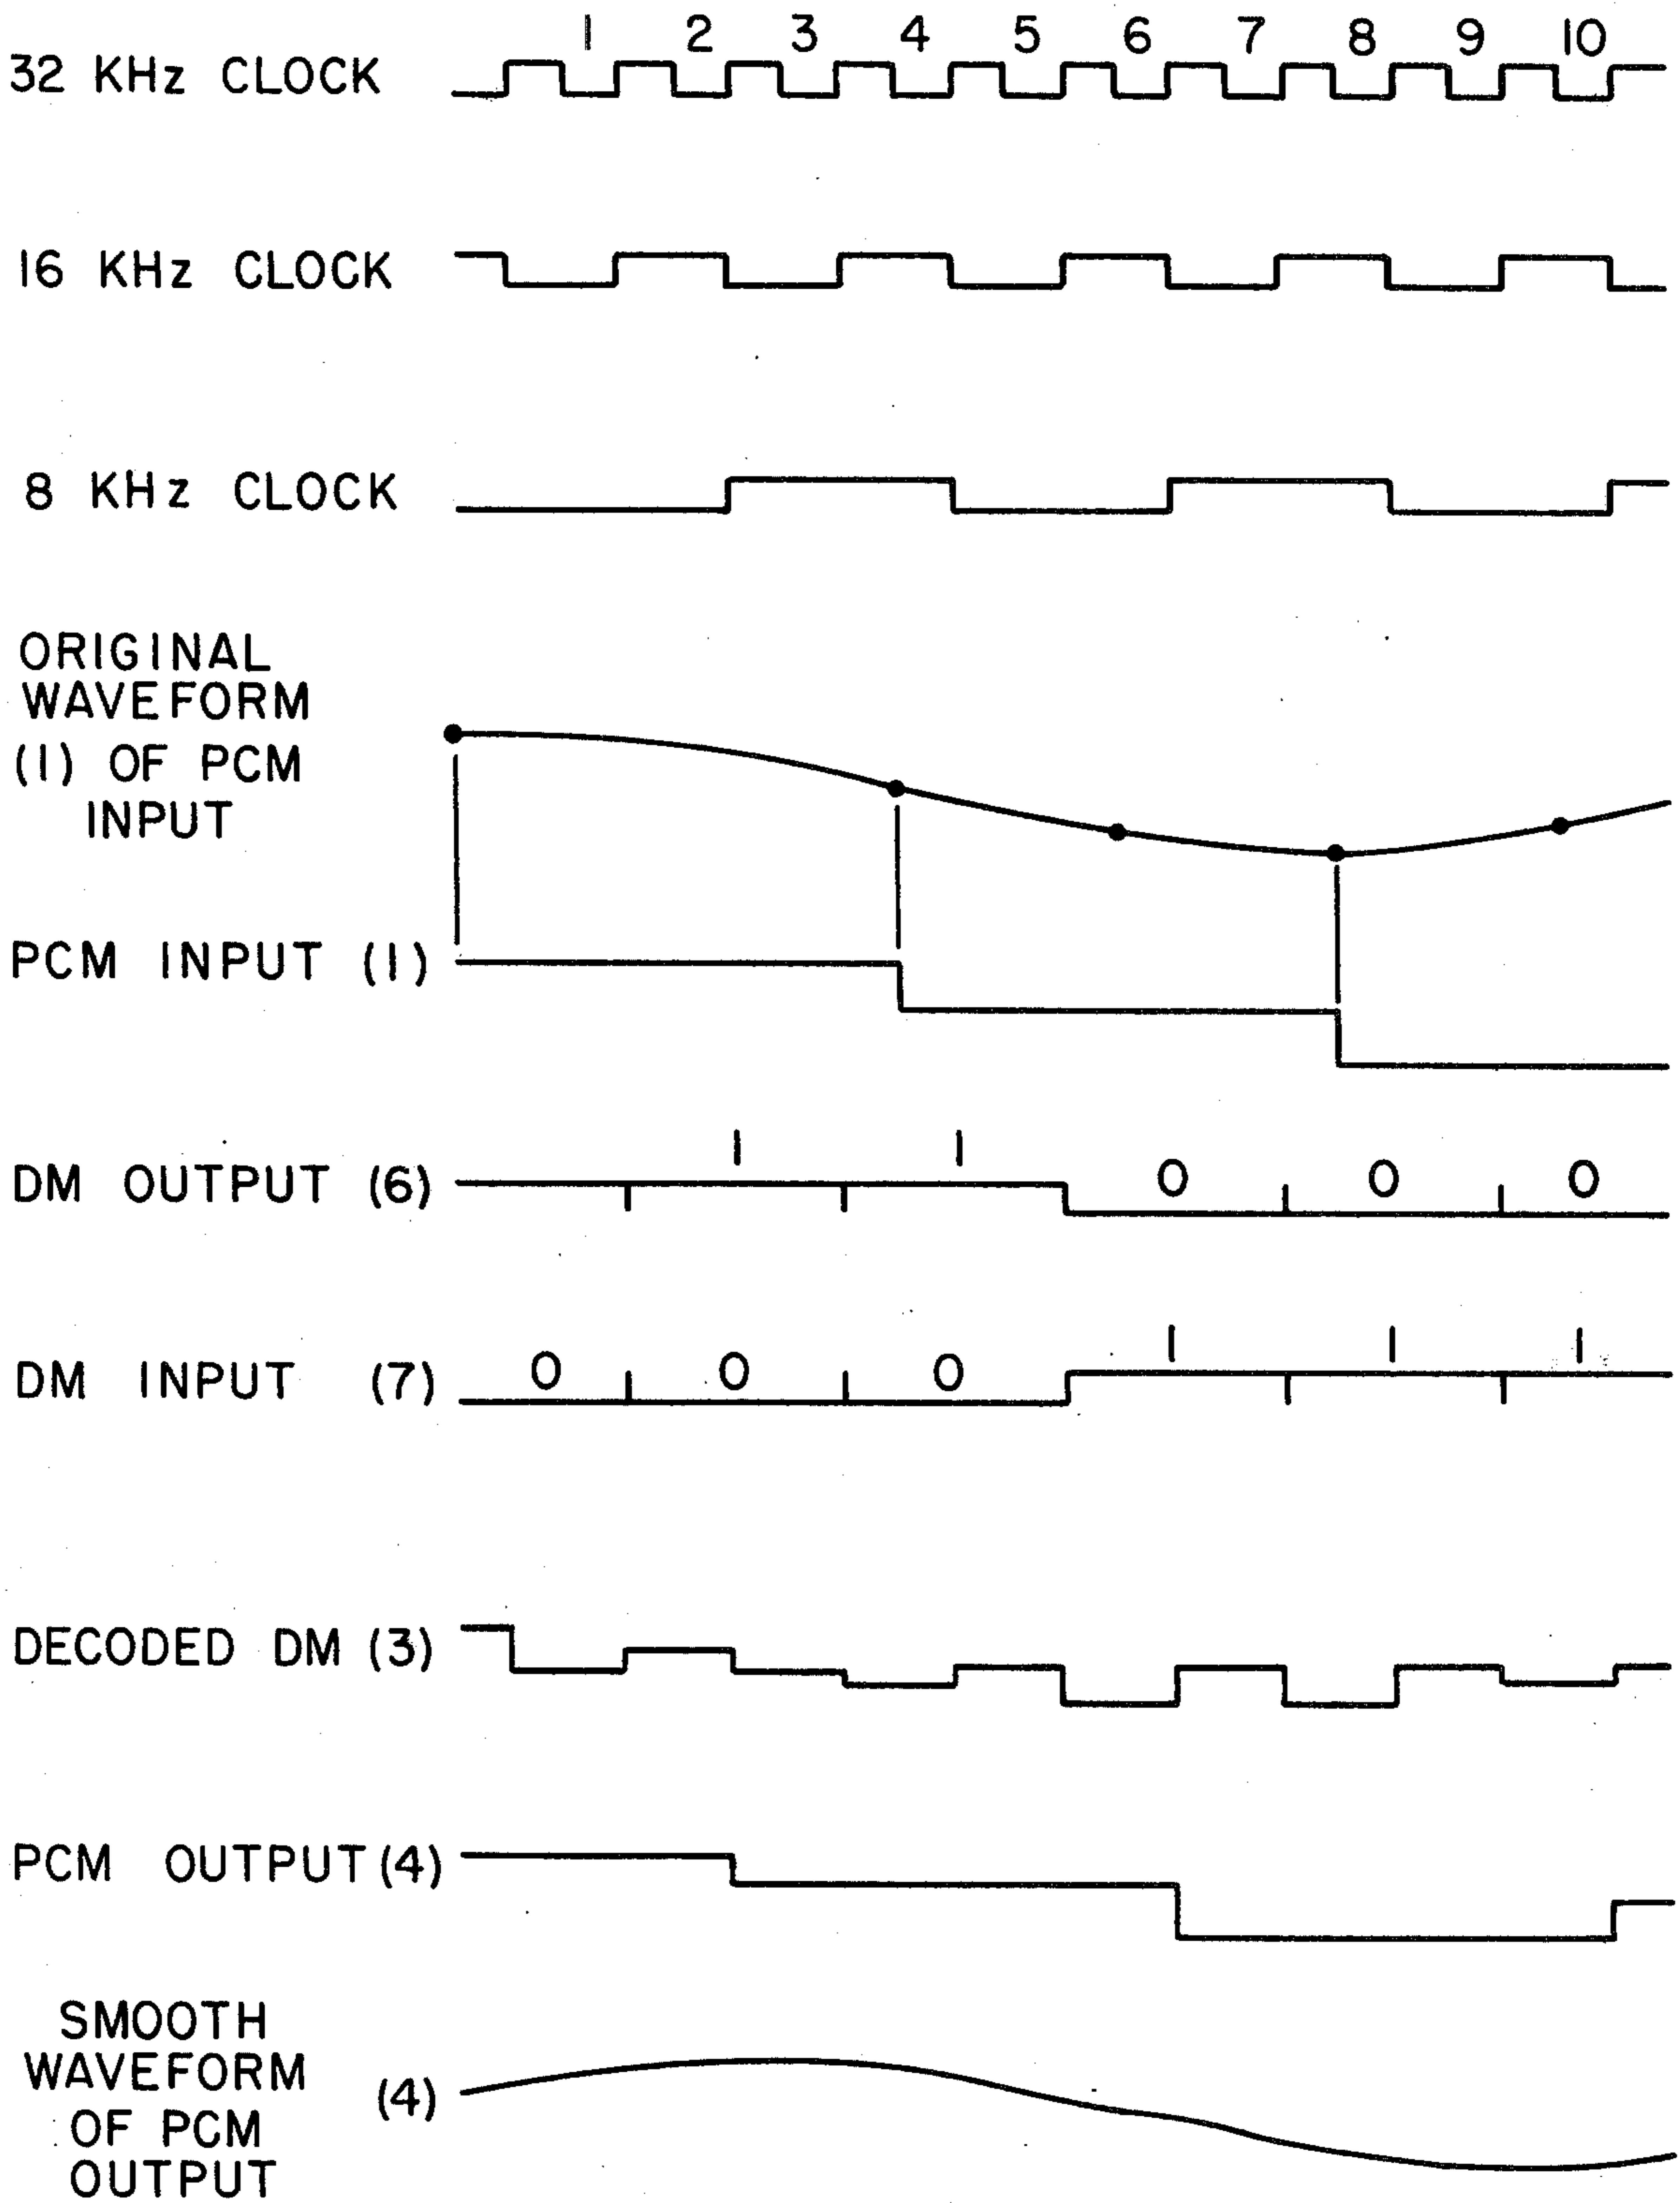 1 2 3 4 5 6 7 8 9 10
32 KHz CLOCK
16 KHz CLOCK
8 KHz CLOCK
ORIGINAL
WAVEFORM
(1) OF PCM
INPUT
PCM INPUT (1)
1 1 0 0 0
DM OUTPUT (6)
0 0 0 1 1 1
DM INPUT (7)
DECODED DM (3)
PCM OUTPUT (4)
SMOOTH
WAVEFORM
(4)
OF PCM
OUTPUT